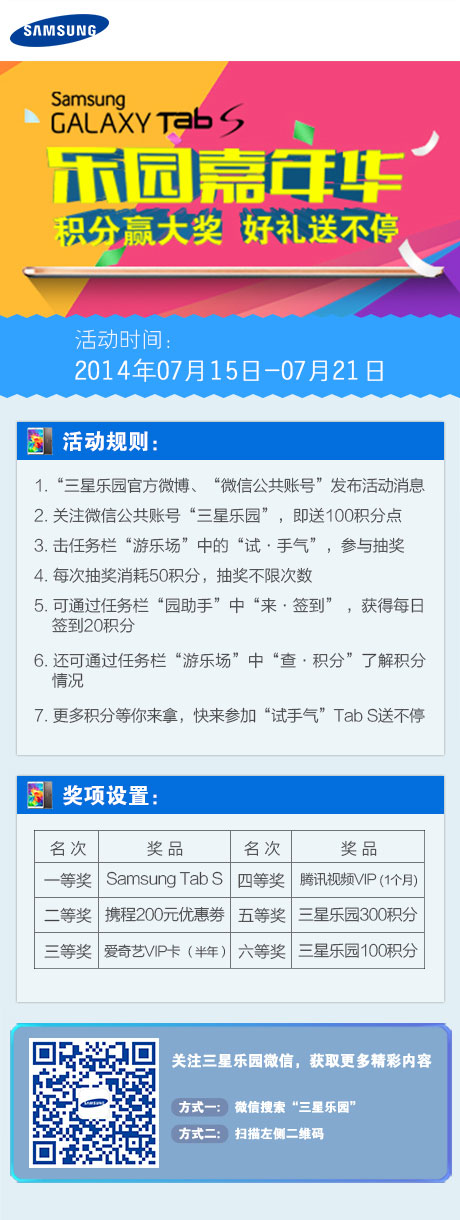 SAMSUNG
Samsung
GALAXY Tab S
乐园嘉年华
积分赢大奖 好礼送不停
活动时间：
2014年07月15日-07月21日
活动规则：
1. “三星乐园官方微博、“微信公共账号”发布活动消息
2. 关注微信公共账号“三星乐园”，即送100积分点
3. 击任务栏“游乐场”中的“试·手气”，参与抽奖
4. 每次抽奖消耗50积分，抽奖不限次数
5. 可通过任务栏“园助手”中“来·签到”，获得每日
签到20积分
6. 还可通过任务栏“游乐场”中“查·积分”了解积分
情况
7. 更多积分等你来拿，快来参加“试手气”Tab S送不停
奖项设置：
名次 奖品 名次 奖品
一等奖 Samsung Tab S 四等奖 腾讯视频VIP (1个月)
二等奖 携程200元优惠劵 五等奖 三星乐园300积分
三等奖 爱奇艺VIP卡（半年） 六等奖 三星乐园100积分
SAMSUNG
关注三星乐园微信，获取更多精彩内容
方式一： 微信搜索“三星乐园”
方式二： 扫描左侧二维码